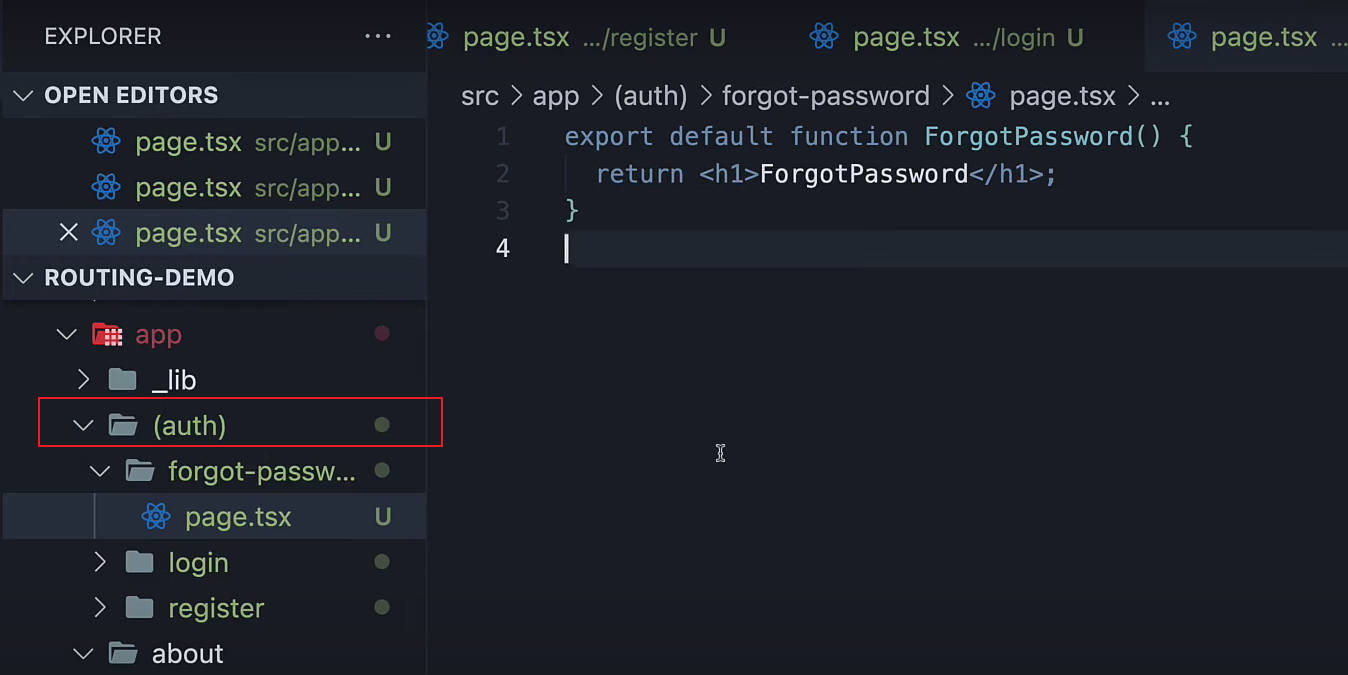 EXPLORER ...
OPEN EDITORS
page.tsx src/app... U
page.tsx src/app... U
page.tsx src/app... U
ROUTING-DEMO
app
_lib
(auth)
forgot-passw...
page.tsx U
login
register
about
page.tsx .../register U page.tsx .../login U page.tsx ...
src > app > (auth) > forgot-password > page.tsx > ...
1 export default function ForgotPassword() {
2 return <h1>ForgotPassword</h1>;
3 }
4